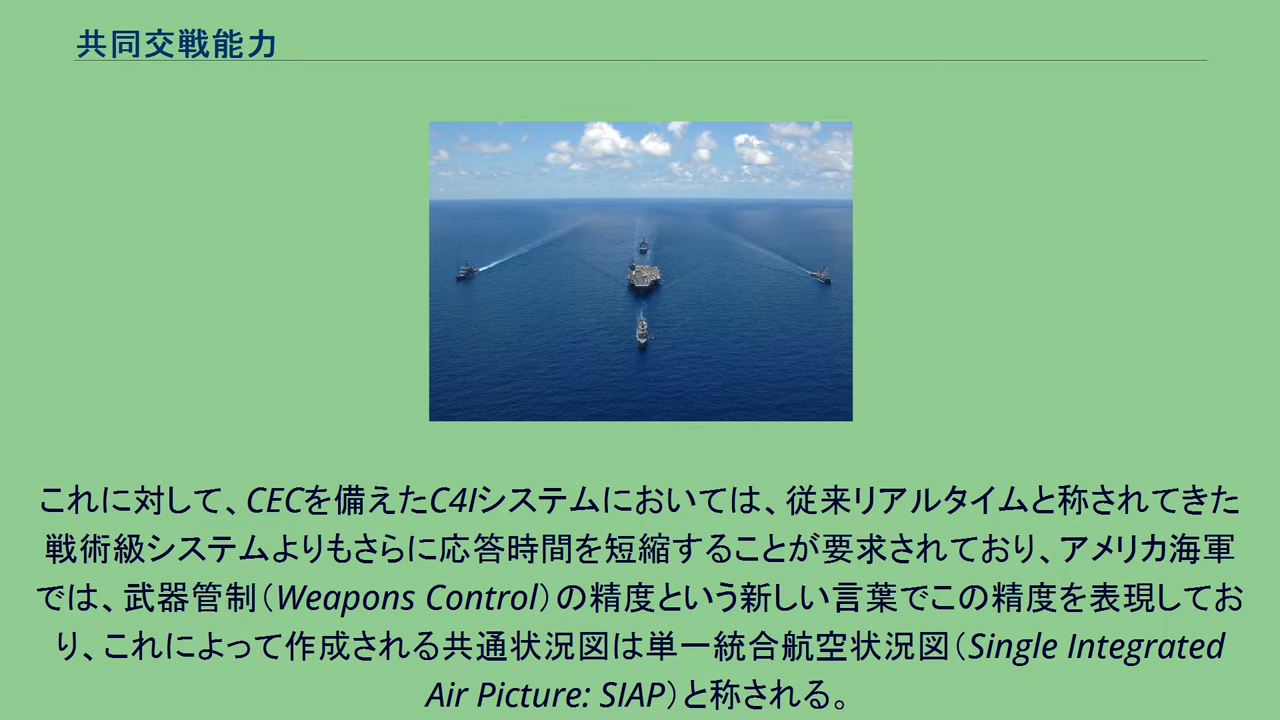 共同交戦能力
これに対して、CECを備えたC4Iシステムにおいては、従来リアルタイムと称されてきた
戦術級システムよりもさらに応答時間を短縮することが要求されており、アメリカ海軍
では、武器管制（Weapons Control）の精度という新しい言葉でこの精度を表現してお
り、これによって作成される共通状況図は単一統合航空状況図（Single Integrated
Air Picture: SIAP）と称される。